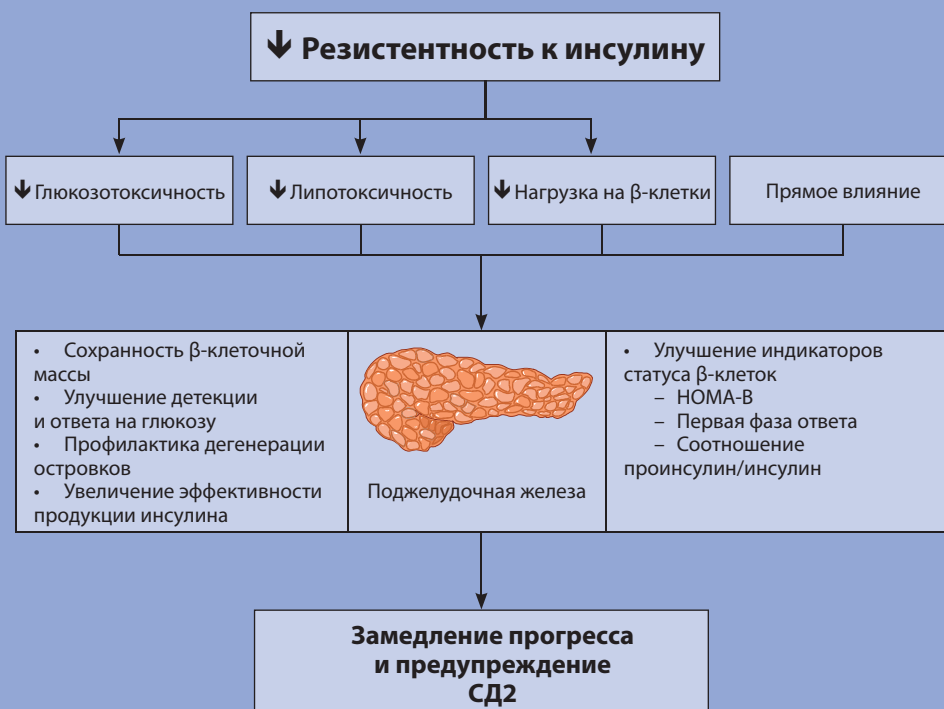 ↓ Резистентность к инсулину
↓ Глюкозотоксичность
↓ Липотоксичность
↓ Нагрузка на β-клетки
Прямое влияние
• Сохранность β-клеточной
массы
• Улучшение детекции
и ответа на глюкозу
• Профилактика дегенерации
островков
• Увеличение эффективности
продукции инсулина
Поджелудочная железа
• Улучшение индикаторов
статуса β-клеток
– HOMA-B
– Первая фаза ответа
– Соотношение
проинсулин/инсулин
Замедление прогресса
и предупреждение
СД2